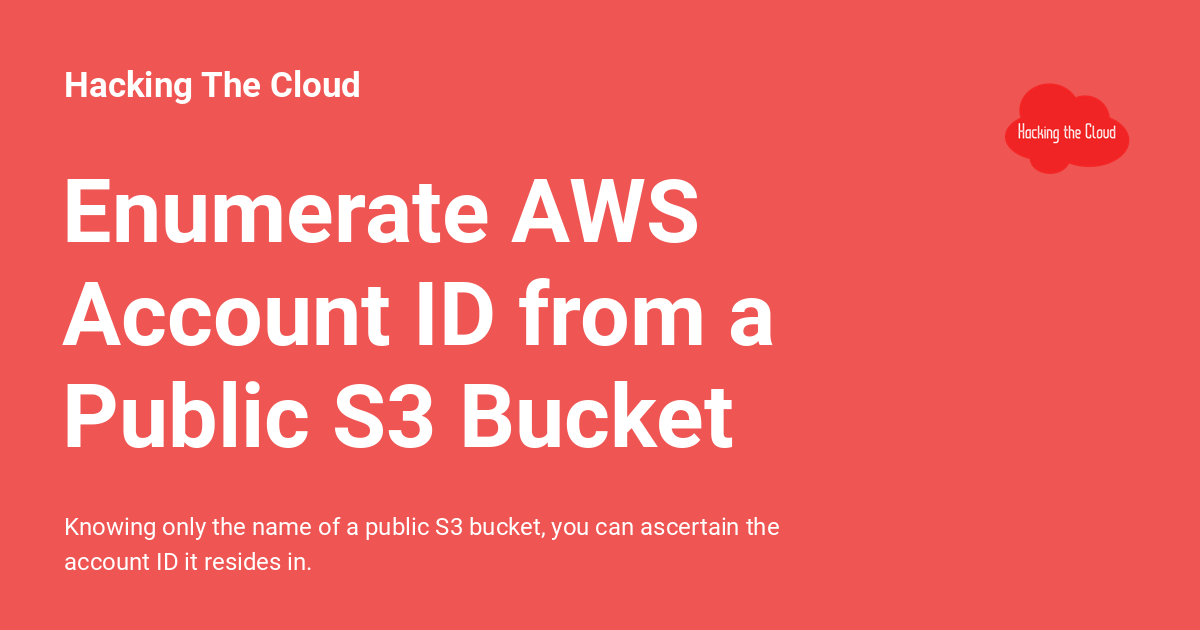 Hacking The Cloud
Hacking the Cloud
Enumerate AWS
Account ID from a
Public S3 Bucket
Knowing only the name of a public S3 bucket, you can ascertain the
account ID it resides in.